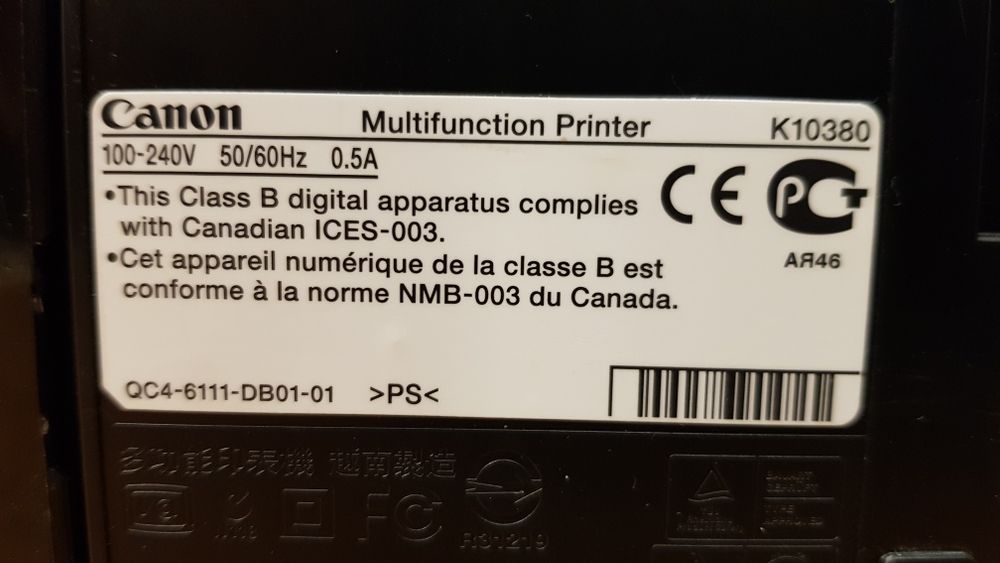 Canon Multifunction Printer K10380
100-240V 50/60Hz 0.5A
•This Class B digital apparatus complies
with Canadian ICES-003.
•Cet appareil numérique de la classe B est
conforme à la norme NMB-003 du Canada.
CE PCT
АЯ46
QC4-6111-DB01-01 >PS<
多功能印表機 越南製造
FC
R31219